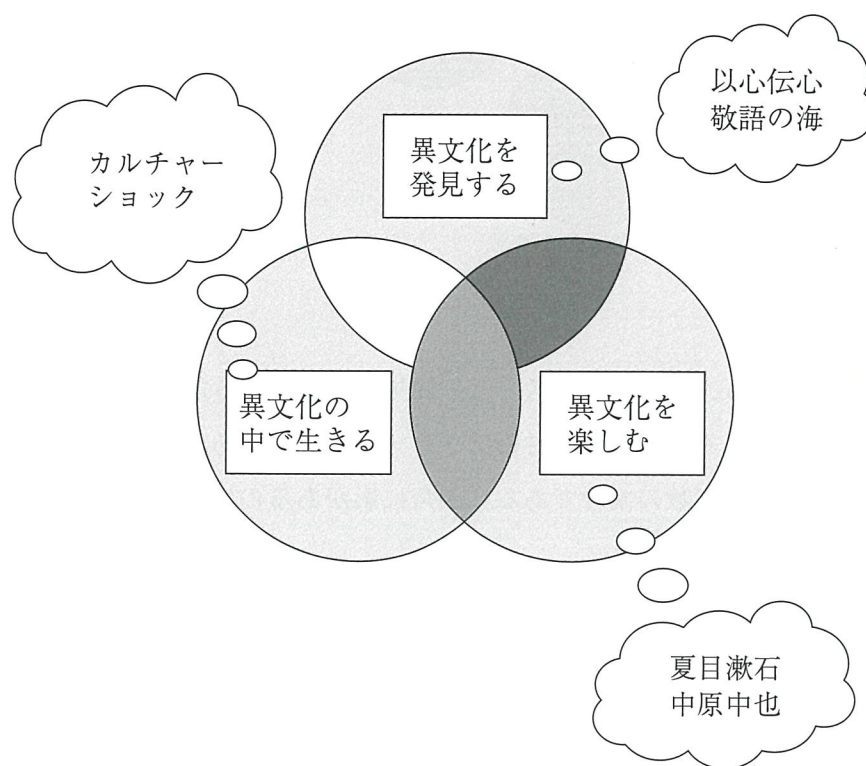 以心伝心
敬語の海
カルチャー
ショック
異文化を
発見する
異文化の
中で生きる
異文化を
楽しむ
夏目漱石
中原中也